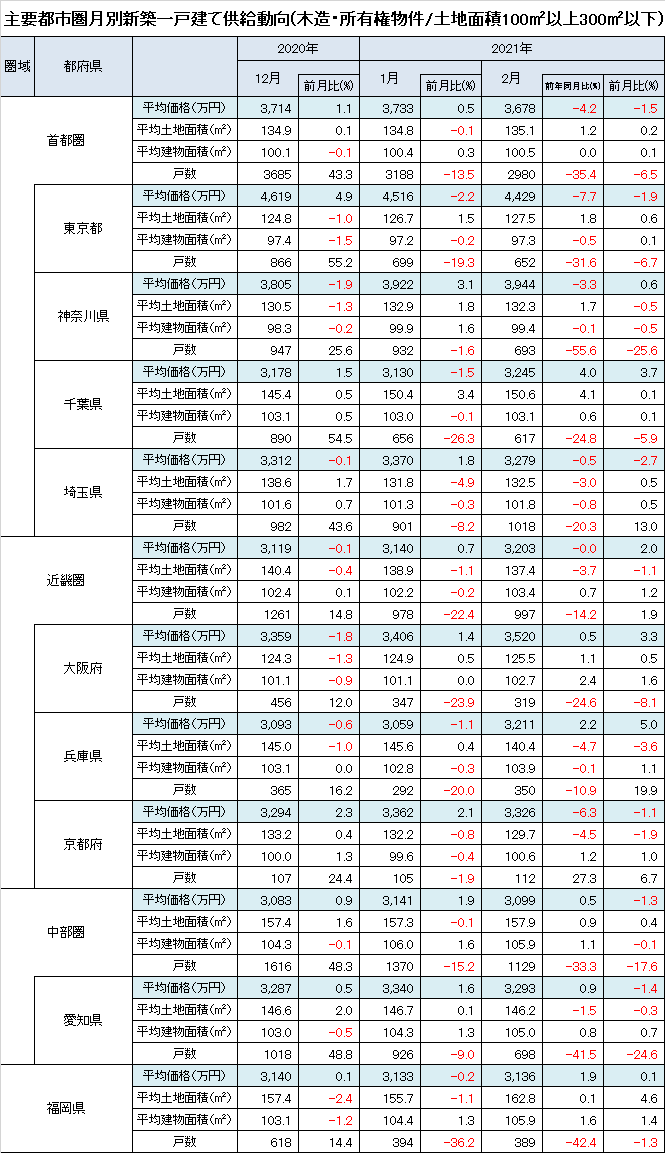 主要都市圏月別新築一戸建て供給動向(木造・所有権物件/土地面積100㎡以上300㎡以下)
圏域 都府県 2020年 2021年
12月 前月比(%) 1月 前月比(%) 2月 前年同月比(%) 前月比(%)
首都圏
平均価格(万円) 3,714 1.1 3,733 0.5 3,678 -4.2 -1.5
平均土地面積(㎡) 134.9 0.1 134.8 -0.1 135.1 1.2 0.2
平均建物面積(㎡) 100.1 -0.1 100.4 0.3 100.5 0.0 0.1
戸数 3685 43.3 3188 -13.5 2980 -35.4 -6.5
東京都
平均価格(万円) 4,619 4.9 4,516 -2.2 4,429 -7.7 -1.9
平均土地面積(㎡) 124.8 -1.0 126.7 1.5 127.5 1.8 0.6
平均建物面積(㎡) 97.4 -1.5 97.2 -0.2 97.3 -0.5 0.1
戸数 866 55.2 699 -19.3 652 -31.6 -6.7
神奈川県
平均価格(万円) 3,805 -1.9 3,922 3.1 3,944 -3.3 0.6
平均土地面積(㎡) 130.5 -1.3 132.9 1.8 132.3 1.7 -0.5
平均建物面積(㎡) 98.3 -0.2 99.9 1.6 99.4 -0.1 -0.5
戸数 947 25.6 932 -1.6 693 -55.6 -25.6
千葉県
平均価格(万円) 3,178 1.5 3,130 -1.5 3,245 4.0 3.7
平均土地面積(㎡) 145.4 0.5 150.4 3.4 150.6 4.1 0.1
平均建物面積(㎡) 103.1 0.5 103.0 -0.1 103.1 0.6 0.1
戸数 890 54.5 656 -26.3 617 -24.8 -5.9
埼玉県
平均価格(万円) 3,312 -0.1 3,370 1.8 3,279 -0.5 -2.7
平均土地面積(㎡) 138.6 1.7 131.8 -4.9 132.5 -3.0 0.5
平均建物面積(㎡) 101.6 0.7 101.3 -0.3 101.8 -0.8 0.5
戸数 982 43.6 901 -8.2 1018 -20.3 13.0
近畿圏
平均価格(万円) 3,119 -0.1 3,140 0.7 3,203 -0.0 2.0
平均土地面積(㎡) 140.4 -0.4 138.9 -1.1 137.4 -3.7 -1.1
平均建物面積(㎡) 102.4 0.1 102.2 -0.2 103.4 0.7 1.2
戸数 1261 14.8 978 -22.4 997 -14.2 1.9
大阪府
平均価格(万円) 3,359 -1.8 3,406 1.4 3,520 0.5 3.3
平均土地面積(㎡) 124.3 -1.3 124.9 0.5 125.5 1.1 0.5
平均建物面積(㎡) 101.1 -0.9 101.1 0.0 102.7 2.4 1.6
戸数 456 12.0 347 -23.9 319 -24.6 -8.1
兵庫県
平均価格(万円) 3,093 -0.6 3,059 -1.1 3,211 2.2 5.0
平均土地面積(㎡) 145.0 -1.0 145.6 0.4 140.4 -4.7 -3.6
平均建物面積(㎡) 103.1 0.0 102.8 -0.3 103.9 -0.1 1.1
戸数 365 16.2 292 -20.0 350 -10.9 19.9
京都府
平均価格(万円) 3,294 2.3 3,362 2.1 3,326 -6.3 -1.1
平均土地面積(㎡) 133.2 0.4 132.2 -0.8 129.7 -4.5 -1.9
平均建物面積(㎡) 100.0 1.3 99.6 -0.4 100.6 1.2 1.0
戸数 107 24.4 105 -1.9 112 27.3 6.7
中部圏
平均価格(万円) 3,083 0.9 3,141 1.9 3,099 0.5 -1.3
平均土地面積(㎡) 157.4 1.6 157.3 -0.1 157.9 0.9 0.4
平均建物面積(㎡) 104.3 -0.1 106.0 1.6 105.9 1.1 -0.1
戸数 1616 48.3 1370 -15.2 1129 -33.3 -17.6
愛知県
平均価格(万円) 3,287 0.5 3,340 1.6 3,293 0.9 -1.4
平均土地面積(㎡) 146.6 2.0 146.7 0.1 146.2 -1.5 -0.3
平均建物面積(㎡) 103.0 -0.5 104.3 1.3 105.0 0.8 0.7
戸数 1018 48.8 926 -9.0 698 -41.5 -24.6
福岡県
平均価格(万円) 3,140 0.1 3,133 -0.2 3,136 1.9 0.1
平均土地面積(㎡) 157.4 -2.4 155.7 -1.1 162.8 0.1 4.6
平均建物面積(㎡) 103.1 -1.2 104.4 1.3 105.9 1.6 1.4
戸数 618 14.4 394 -36.2 389 -42.4 -1.3